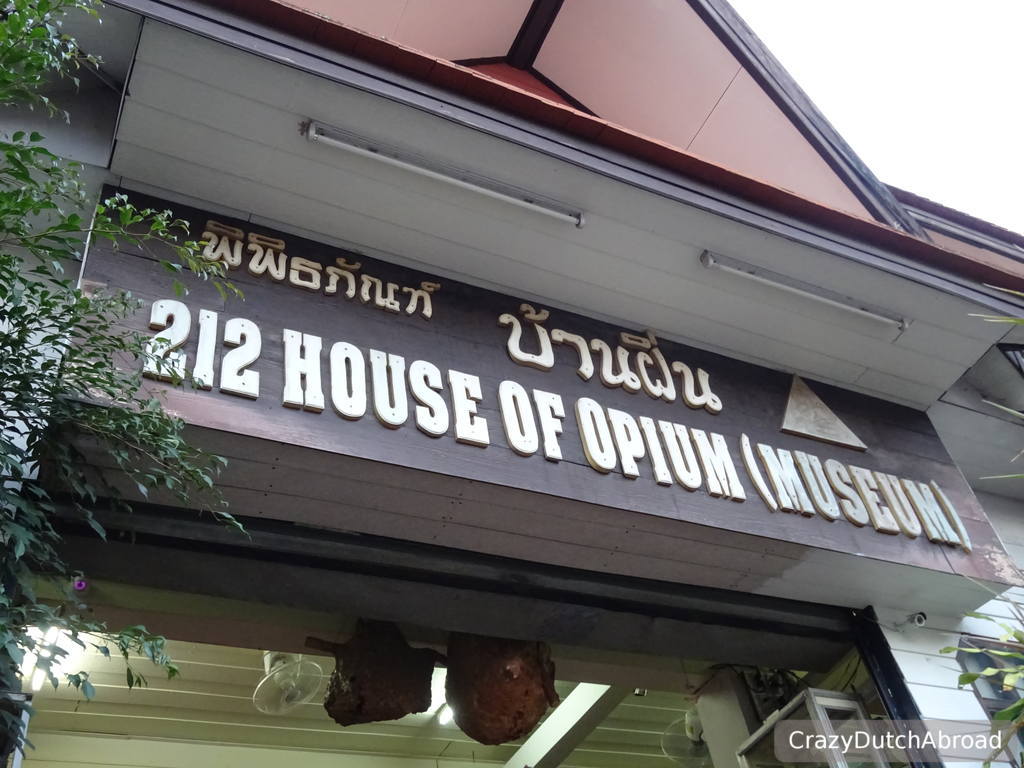 พิพิธภัณฑ์ บ้านฝิ่น
212 HOUSE OF OPIUM (MUSEUM)
CrazyDutchAbroad